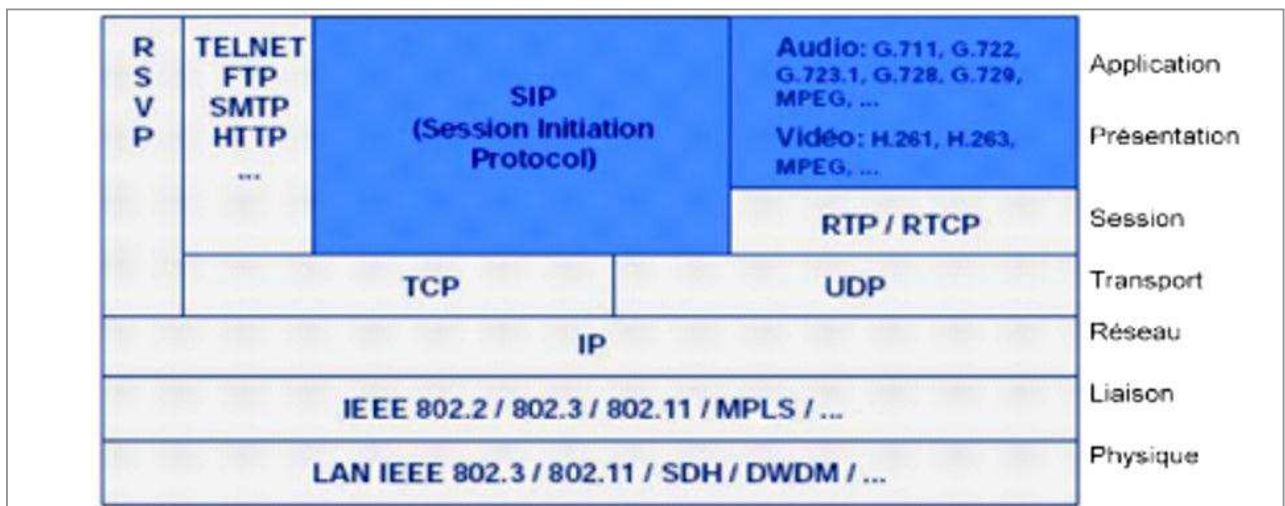 R
S
V
P
TELNET
FTP
SMTP
HTTP
...
SIP
(Session Initiation
Protocol)
Audio: G.711, G.722,
G.723.1, G.728, G.729,
MPEG, ...
Vidéo: H.261, H.263,
MPEG, ...
RTP / RTCP
TCP
UDP
IP
IEEE 802.2 / 802.3 / 802.11 / MPLS / ...
LAN IEEE 802.3 / 802.11 / SDH / DWDM / ...
Application
Présentation
Session
Transport
Réseau
Liaison
Physique